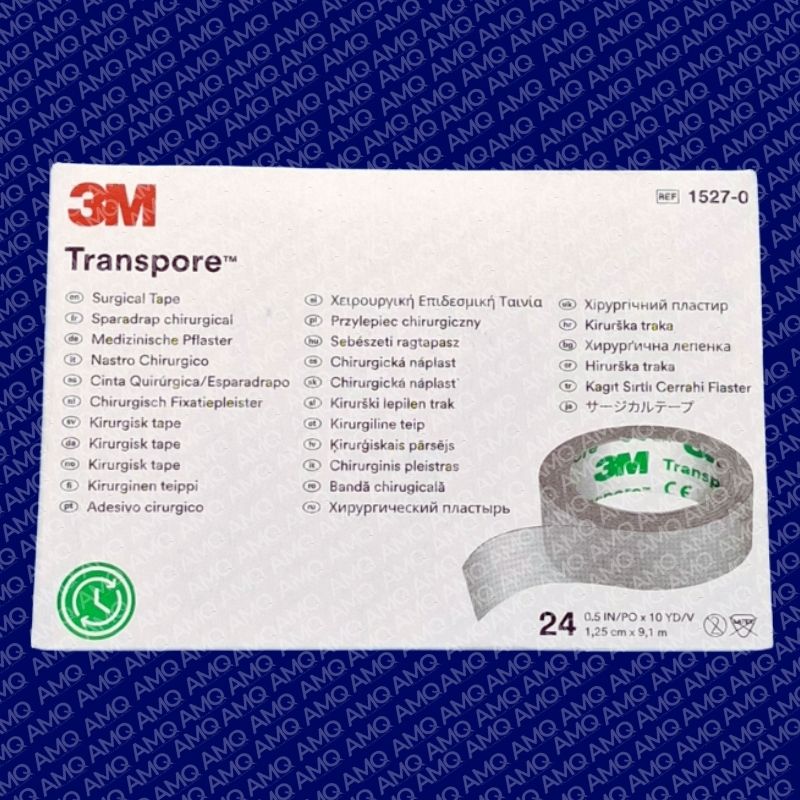 3M
REF 1527-0
Transpore™
en Surgical Tape
fr Sparadrap chirurgical
de Medizinische Pflaster
it Nastro Chirurgico
es Cinta Quirúrgica/Esparadrapo
nl Chirurgisch Fixatiepleister
sv Kirurgisk tape
da Kirurgisk tape
no Kirurgisk tape
fi Kirurginen teippi
pt Adesivo cirurgico
el Χειρουργική Επιδεσμική Ταινία
pl Przylepiec chirurgiczny
hu Sebészeti ragtapasz
cs Chirurgická náplast
sk Chirurgická náplast
sl Kirurški lepilen trak
et Kirurgiline teip
lv Ķirurģiskais pārsējs
lt Chirurginis pleistras
ro Bandă chirugicală
ru Хирургический пластырь
uk Хірургічний пластир
hr Kirurška traka
bg Хирургична лепенка
sr Hirurška traka
tr Kagıt Sırtlı Cerrahi Flaster
ja サージカルテープ
3M Transp
CE
24 0.5 IN/PO x 10 YD/V
1,25 cm x 9,1 m
LATEX
AMQ